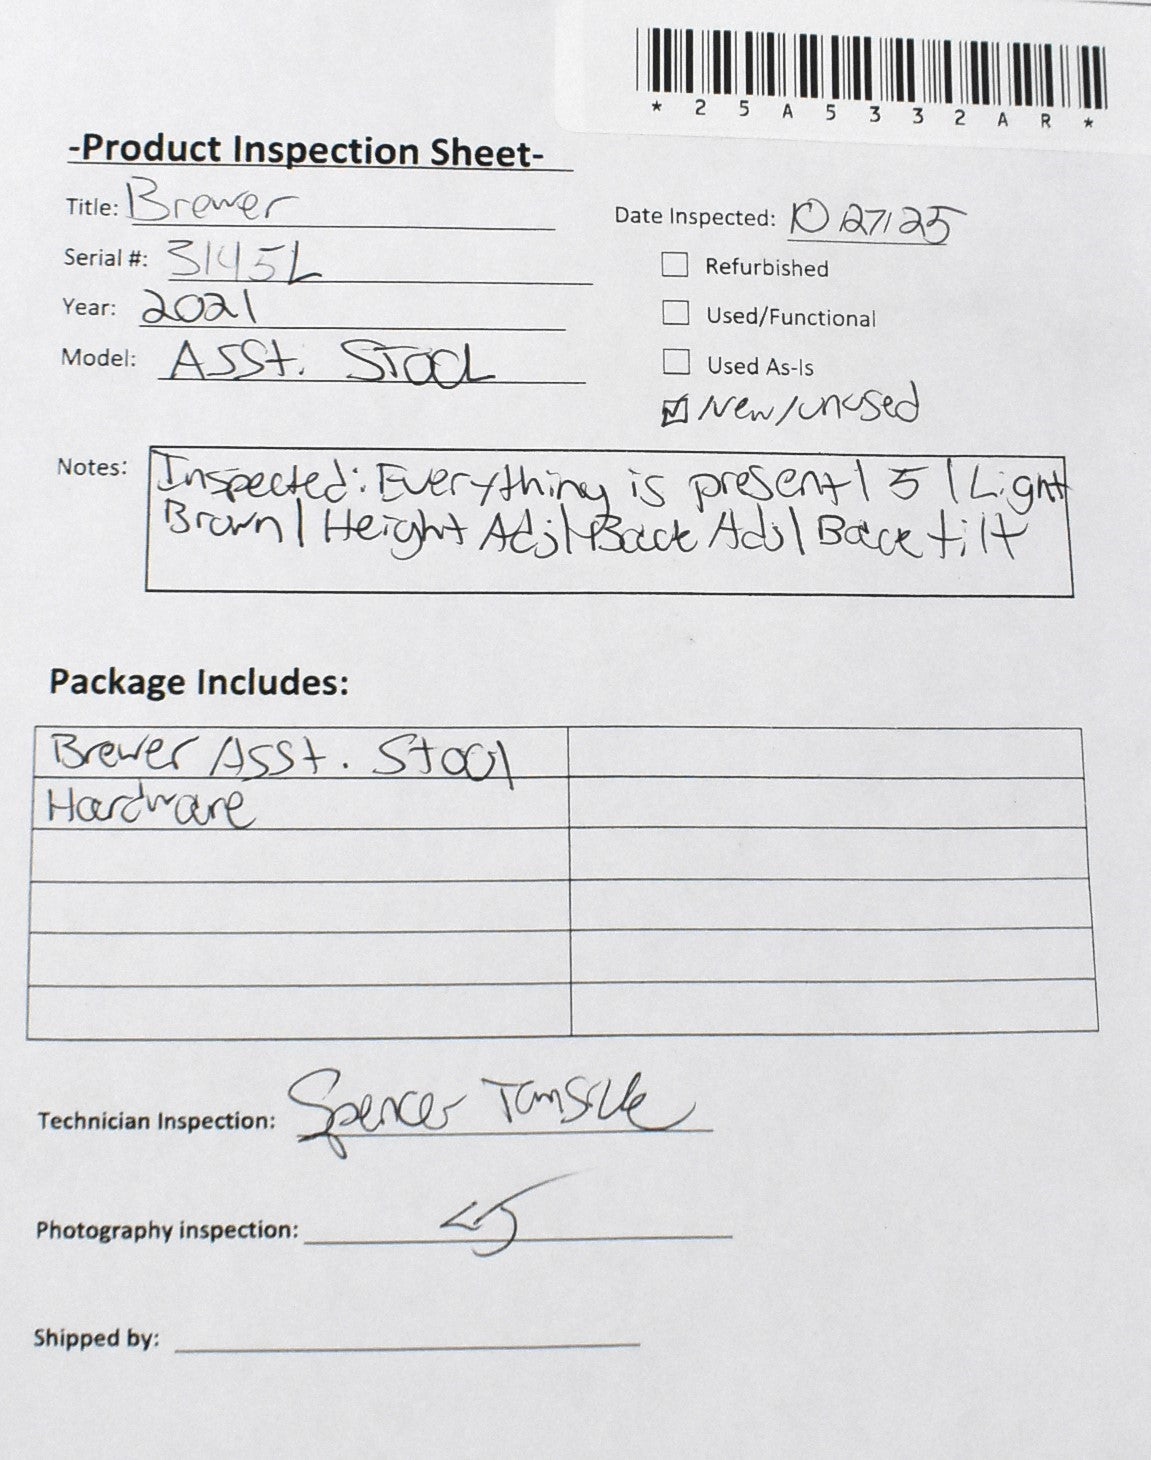 *25A5332AR*
-Product Inspection Sheet-
Title: Brewer
Date Inspected: 10/27/25
Serial #: 3145L
Refurbished
Year: 2021
Used/Functional
Model: Asst. Stool
Used As-Is
New/unused
Notes: Inspected: Everything is present | 5 | Light
Brown | Height Adj | Back Adj | Back tilt
Package Includes:
Brewer Asst. Stool
Hardware
Technician Inspection: Spencer
Photography inspection:
Shipped by: